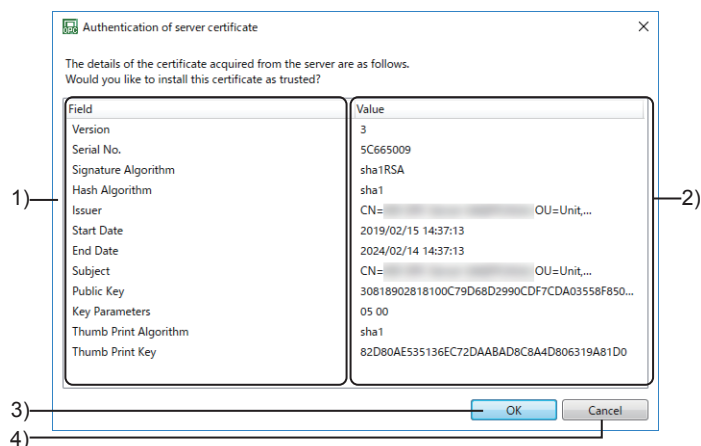 Authentication of server certificate
The details of the certificate acquired from the server are as follows.
Would you like to install this certificate as trusted?
Field Value
Version 3
Serial No. 5C665009
Signature Algorithm sha1RSA
Hash Algorithm sha1
1) Issuer CN= OU=Unit,... 2)
Start Date 2019/02/15 14:37:13
End Date 2024/02/14 14:37:13
Subject CN= OU=Unit,...
Public Key 30818902818100C79D68D2990CDF7CDA03558F850...
Key Parameters 05 00
Thumb Print Algorithm sha1
Thumb Print Key 82D80AE535136EC72DAABAD8C8A4D806319A81D0
3) OK Cancel
4)